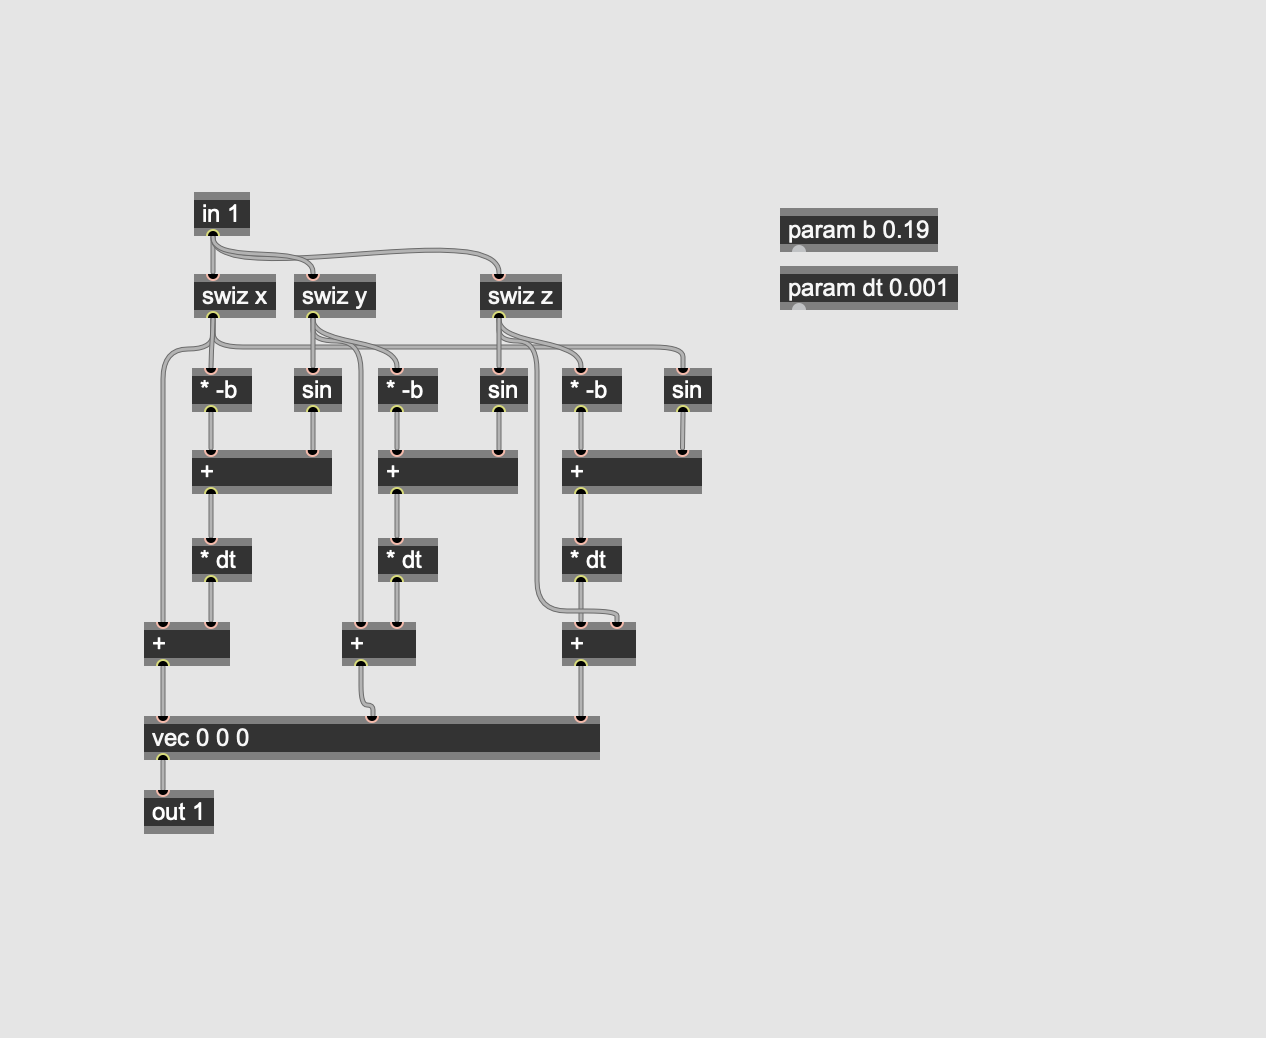 in 1
param b 0.19
param dt 0.001
swiz x
swiz y
swiz z
* -b
sin
* -b
sin
* -b
sin
+
+
+
* dt
* dt
* dt
+
+
+
vec 0 0 0
out 1